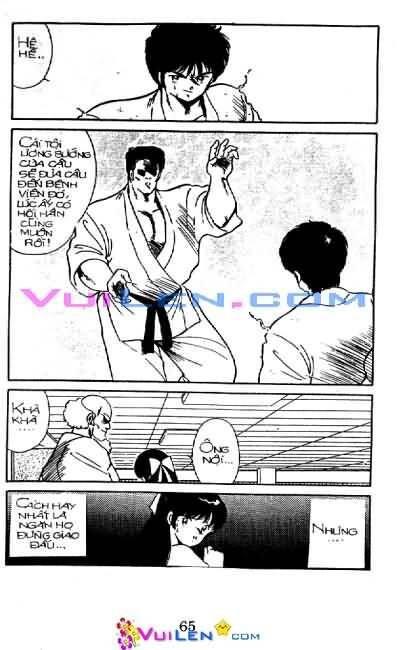 HÊ
HÊ..
CÁI TỘI
ƯƠNG BƯỚNG
CỦA CẬU
SẼ ĐƯA CẬU
ĐẾN BỆNH
VIỆN ĐÓ.
LÚC ẤY CÓ
HỐI HẬN
CŨNG
MUỘN
RỒI!
VUILEN.COM
KHÀ
KHÀ
....
ÔNG
NỘI...
CÁCH HAY
NHẤT LÀ
NGĂN HỌ
ĐỪNG GIAO
ĐẤU...
NHƯNG
....
65
VUILEN.COM